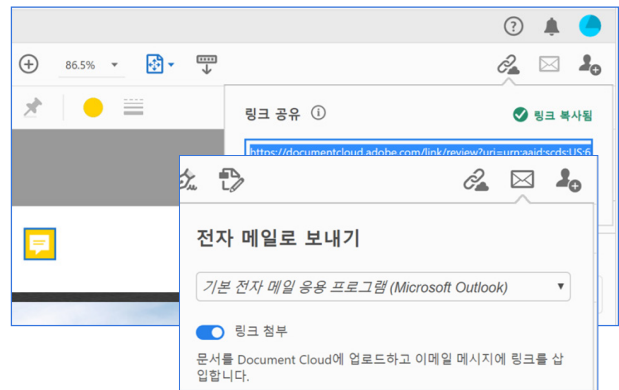 86.5%
링크 공유
링크 복사됨
https://documentcloud.adobe.com/link/review?uri=urn:aaid:scds:US:6
전자 메일로 보내기
기본 전자 메일 응용 프로그램 (Microsoft Outlook)
링크 첨부
문서를 Document Cloud에 업로드하고 이메일 메시지에 링크를 삽
입합니다.